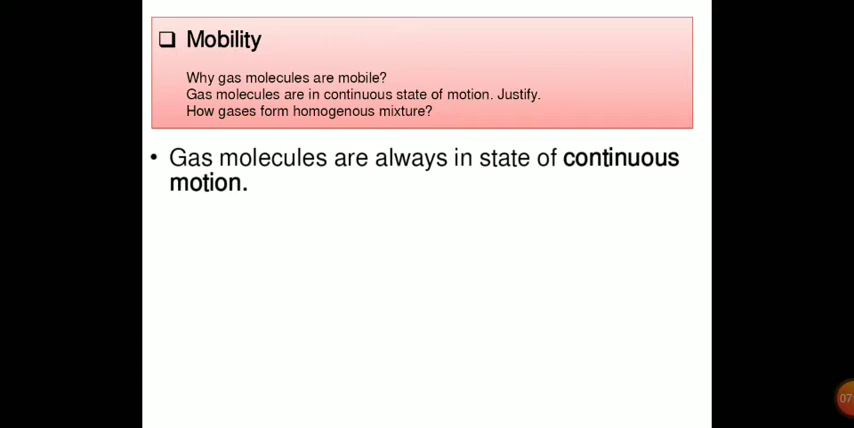 ❑ Mobility
Why gas molecules are mobile?
Gas molecules are in continuous state of motion. Justify.
How gases form homogenous mixture?
• Gas molecules are always in state of continuous
motion.
07